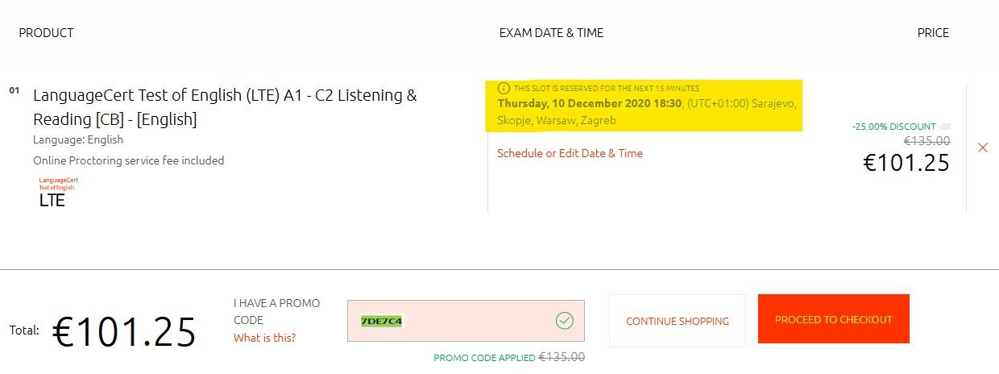 PRODUCT
EXAM DATE & TIME
PRICE
01
LanguageCert Test of English (LTE) A1 - C2 Listening &
Reading [CB] - [English]
Language: English
Online Proctoring service fee included
LanguageCert
Test of English
LTE
THIS SLOT IS RESERVED FOR THE NEXT 15 MINUTES
Thursday, 10 December 2020 18:30, (UTC+01:00) Sarajevo,
Skopje, Warsaw, Zagreb
Schedule or Edit Date & Time
-25.00% DISCOUNT
€135.00
€101.25
Total: €101.25
I HAVE A PROMO
CODE
What is this?
7DE7C4
PROMO CODE APPLIED €135.00
CONTINUE SHOPPING
PROCEED TO CHECKOUT